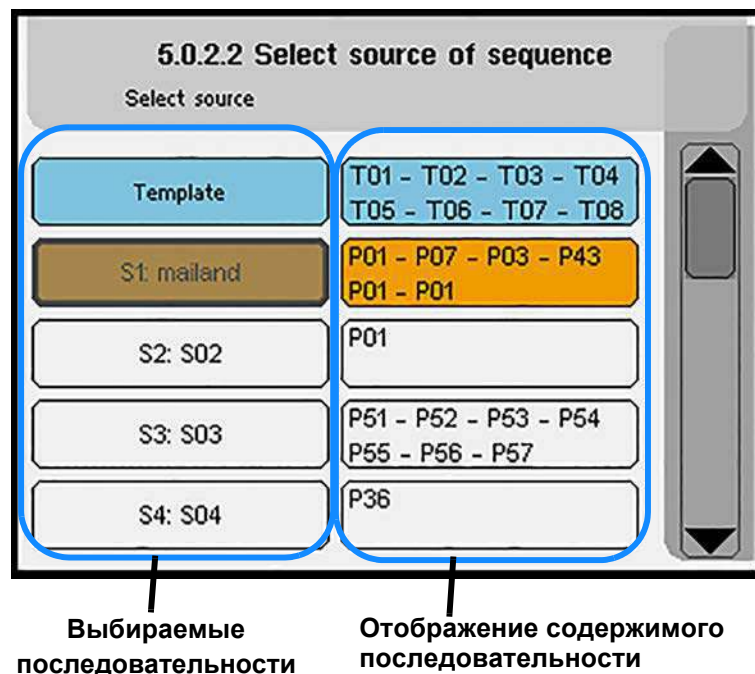 5.0.2.2 Select source of sequence
Select source
Template
T01 - T02 - T03 - T04
T05 - T06 - T07 - T08
S1: mailand
P01 - P07 - P03 - P43
P01 - P01
S2: S02
P01
S3: S03
P51 - P52 - P53 - P54
P55 - P56 - P57
S4: S04
P36
Выбираемые
последовательности
Отображение содержимого
последовательности